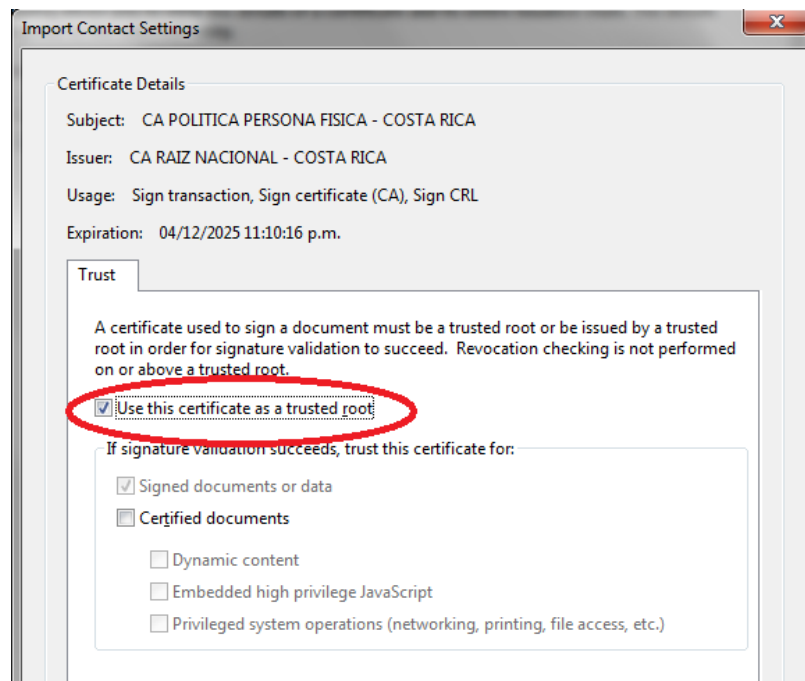 Import Contact Settings
x
Certificate Details
Subject: CA POLITICA PERSONA FISICA - COSTA RICA
Issuer: CA RAIZ NACIONAL - COSTA RICA
Usage: Sign transaction, Sign certificate (CA), Sign CRL
Expiration: 04/12/2025 11:10:16 p.m.
Trust
A certificate used to sign a document must be a trusted root or be issued by a trusted
root in order for signature validation to succeed. Revocation checking is not performed
on or above a trusted root.
Use this certificate as a trusted root
If signature validation succeeds, trust this certificate for:
Signed documents or data
Certified documents
Dynamic content
Embedded high privilege JavaScript
Privileged system operations (networking, printing, file access, etc.)